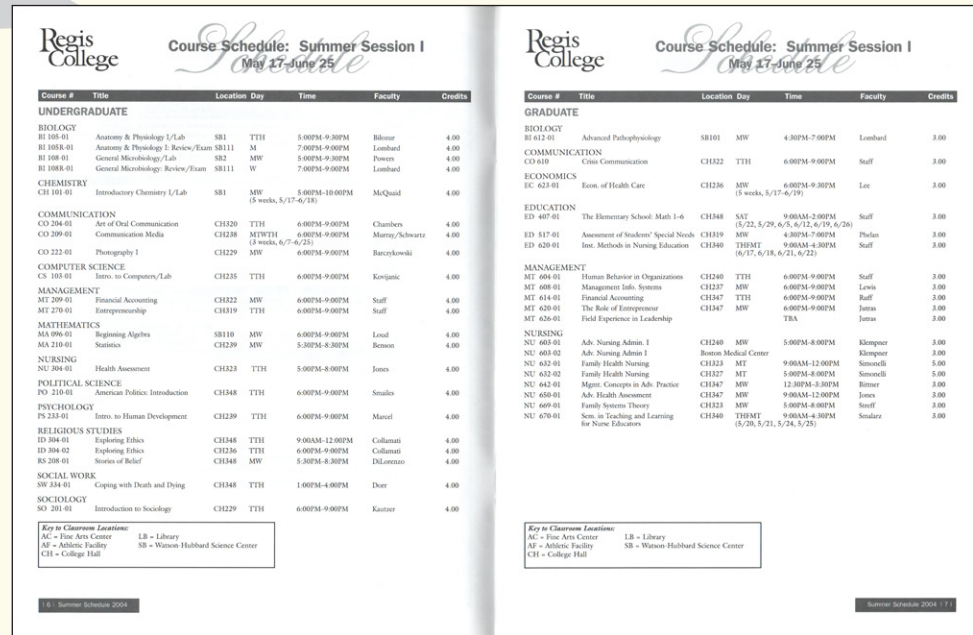 Regis
College
Course Schedule: Summer Session I
May 17–June 25
Schedule
Course # Title Location Day Time Faculty Credits
UNDERGRADUATE
BIOLOGY
BI 105-01 Anatomy & Physiology I/Lab SB1 TTH 5:00PM–9:30PM Bilozur 4.00
BI 105R-01 Anatomy & Physiology I: Review/Exam SB111 M 7:00PM–9:00PM Lombard 4.00
BI 108-01 General Microbiology/Lab SB2 MW 5:00PM–9:30PM Powers 4.00
BI 108R-01 General Microbiology: Review/Exam SB111 W 7:00PM–9:00PM Lombard 4.00
CHEMISTRY
CH 101-01 Introductory Chemistry I/Lab SB1 MW 5:00PM–10:00PM McQuaid 4.00
(5 weeks, 5/17–6/18)
COMMUNICATION
CO 204-01 Art of Oral Communication CH320 TTH 6:00PM–9:00PM Chambers 4.00
CO 209-01 Communication Media CH238 MTWTH 6:00PM–9:00PM Murray/Schwartz 4.00
(3 weeks, 6/7–6/25)
CO 222-01 Photography I CH229 MW 6:00PM–9:00PM Barczykowski 4.00
COMPUTER SCIENCE
CS 103-01 Intro. to Computers/Lab CH235 TTH 6:00PM–9:00PM Kovijanic 4.00
MANAGEMENT
MT 209-01 Financial Accounting CH322 MW 6:00PM–9:00PM Staff 4.00
MT 270-01 Entrepreneurship CH319 TTH 6:00PM–9:00PM Staff 4.00
MATHEMATICS
MA 096-01 Beginning Algebra SB110 MW 6:00PM–9:00PM Loud 4.00
MA 210-01 Statistics CH239 MW 5:30PM–8:30PM Benson 4.00
NURSING
NU 304-01 Health Assessment CH323 TTH 5:00PM–8:00PM Jones 4.00
POLITICAL SCIENCE
PO 210-01 American Politics: Introduction CH348 TTH 6:00PM–9:00PM Smailes 4.00
PSYCHOLOGY
PS 233-01 Intro. to Human Development CH239 TTH 6:00PM–9:00PM Marcel 4.00
RELIGIOUS STUDIES
ID 304-01 Exploring Ethics CH348 TTH 9:00AM–12:00PM Collamati 4.00
ID 304-02 Exploring Ethics CH236 TTH 6:00PM–9:00PM Collamati 4.00
RS 208-01 Stories of Belief CH348 MW 5:30PM–8:30PM DiLorenzo 4.00
SOCIAL WORK
SW 334-01 Coping with Death and Dying CH348 TTH 1:00PM–4:00PM Doer 4.00
SOCIOLOGY
SO 201-01 Introduction to Sociology CH229 TTH 6:00PM–9:00PM Kautzer 4.00
Key to Classroom Locations:
AC = Fine Arts Center LB = Library
AF = Athletic Facility SB = Watson-Hubbard Science Center
CH = College Hall
| 6 | Summer Schedule 2004
Regis
College
Course Schedule: Summer Session I
May 17–June 25
Schedule
Course # Title Location Day Time Faculty Credits
GRADUATE
BIOLOGY
BI 612-01 Advanced Pathophysiology SB101 MW 4:30PM–7:00PM Lombard 3.00
COMMUNICATION
CO 610 Crisis Communication CH322 TTH 6:00PM–9:00PM Staff 3.00
ECONOMICS
EC 623-01 Econ. of Health Care CH236 MW 6:00PM–9:30PM Lee 3.00
(5 weeks, 5/17–6/19)
EDUCATION
ED 407-01 The Elementary School: Math 1–6 CH348 SAT 9:00AM–2:00PM Staff 3.00
(5/22, 5/29, 6/5, 6/12, 6/19, 6/26)
ED 517-01 Assessment of Students' Special Needs CH319 MW 4:30PM–7:00PM Phelan 3.00
ED 620-01 Inst. Methods in Nursing Education CH340 THFMT 9:00AM–4:30PM Staff 3.00
(6/17, 6/18, 6/21, 6/22)
MANAGEMENT
MT 604-01 Human Behavior in Organizations CH240 TTH 6:00PM–9:00PM Staff 3.00
MT 608-01 Management Info. Systems CH237 MW 6:00PM–9:00PM Lewis 3.00
MT 614-01 Financial Accounting CH347 TTH 6:00PM–9:00PM Raff 3.00
MT 620-01 The Role of Entrepreneur CH347 MW 6:00PM–9:00PM Jutras 3.00
MT 626-01 Field Experience in Leadership TBA Jutras 3.00
NURSING
NU 603-01 Adv. Nursing Admin. I CH240 MW 5:00PM–8:00PM Klempner 3.00
NU 603-02 Adv. Nursing Admin I Boston Medical Center Klempner 3.00
NU 632-01 Family Health Nursing CH323 MT 9:00AM–12:00PM Simonelli 5.00
NU 632-02 Family Health Nursing CH327 MT 5:00PM–8:00PM Simonelli 5.00
NU 642-01 Mgmt. Concepts in Adv. Practice CH347 MW 12:30PM–3:30PM Bittner 3.00
NU 650-01 Adv. Health Assessment CH347 MW 9:00AM–12:00PM Jones 3.00
NU 669-01 Family Systems Theory CH323 MW 5:00PM–8:00PM Streff 3.00
NU 670-01 Sem. in Teaching and Learning CH340 THFMT 9:00AM–4:30PM Smalarz 3.00
for Nurse Educators (5/20, 5/21, 5/24, 5/25)
Key to Classroom Locations:
AC = Fine Arts Center LB = Library
AF = Athletic Facility SB = Watson-Hubbard Science Center
CH = College Hall
Summer Schedule 2004 | 7 |